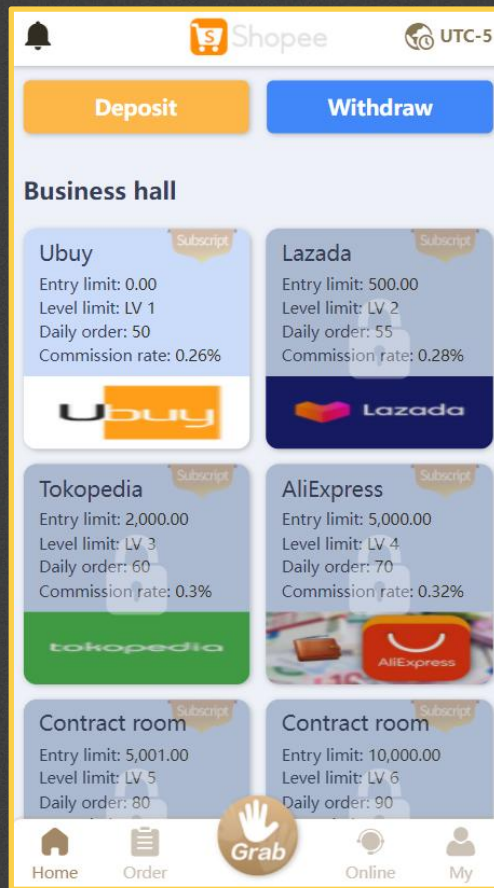 Shopee
UTC-5
Deposit
Withdraw
Business hall
Subscript
Ubuy
Entry limit: 0.00
Level limit: LV 1
Daily order: 50
Commission rate: 0.26%
Ubuy
Subscript
Lazada
Entry limit: 500.00
Level limit: LV 2
Daily order: 55
Commission rate: 0.28%
Lazada
Subscript
Tokopedia
Entry limit: 2,000.00
Level limit: LV 3
Daily order: 60
Commission rate: 0.3%
tokopedia
Subscript
AliExpress
Entry limit: 5,000.00
Level limit: LV 4
Daily order: 70
Commission rate: 0.32%
AliExpress
Subscript
Contract room
Entry limit: 5,001.00
Level limit: LV 5
Daily order: 80
Subscript
Contract room
Entry limit: 10,000.00
Level limit: LV 6
Daily order: 90
Home
Order
Grab
Online
My